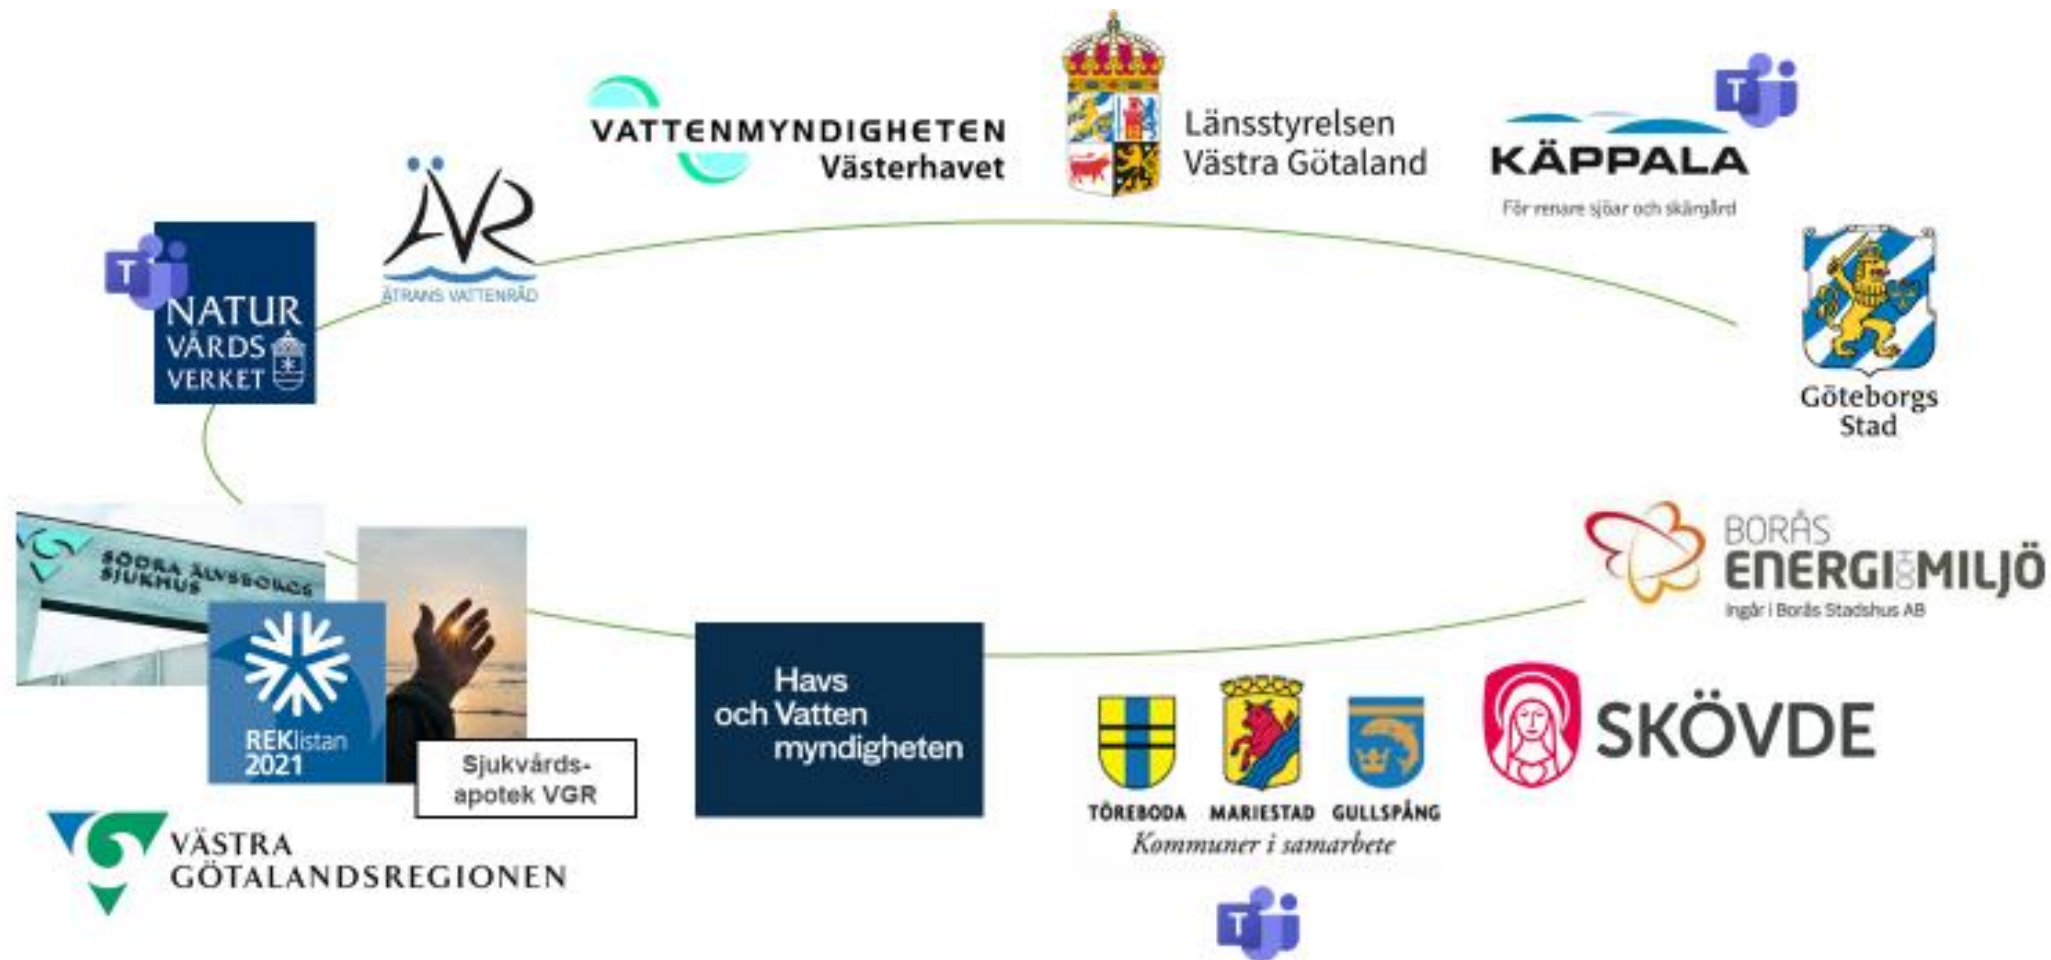 VATTENMYNDIGHETEN
Västerhavet
Länsstyrelsen
Västra Götaland
KÄPPALA
För renare sjöar och skärgård
T
ÄVR
ÄTRANS VATTENRÅD
T
NATUR
VÅRDS
VERKET
Göteborgs
Stad
SÖDRA ÄLVSBORGS
SJUKHUS
REKlistan
2021
Sjukvårds-
apotek VGR
VÄSTRA
GÖTALANDSREGIONEN
Havs
och Vatten
myndigheten
BORÅS
ENERGI OCH MILJÖ
Ingår i Borås Stadshus AB
SKÖVDE
TÖREBODA MARIESTAD GULLSPÅNG
Kommuner i samarbete
T